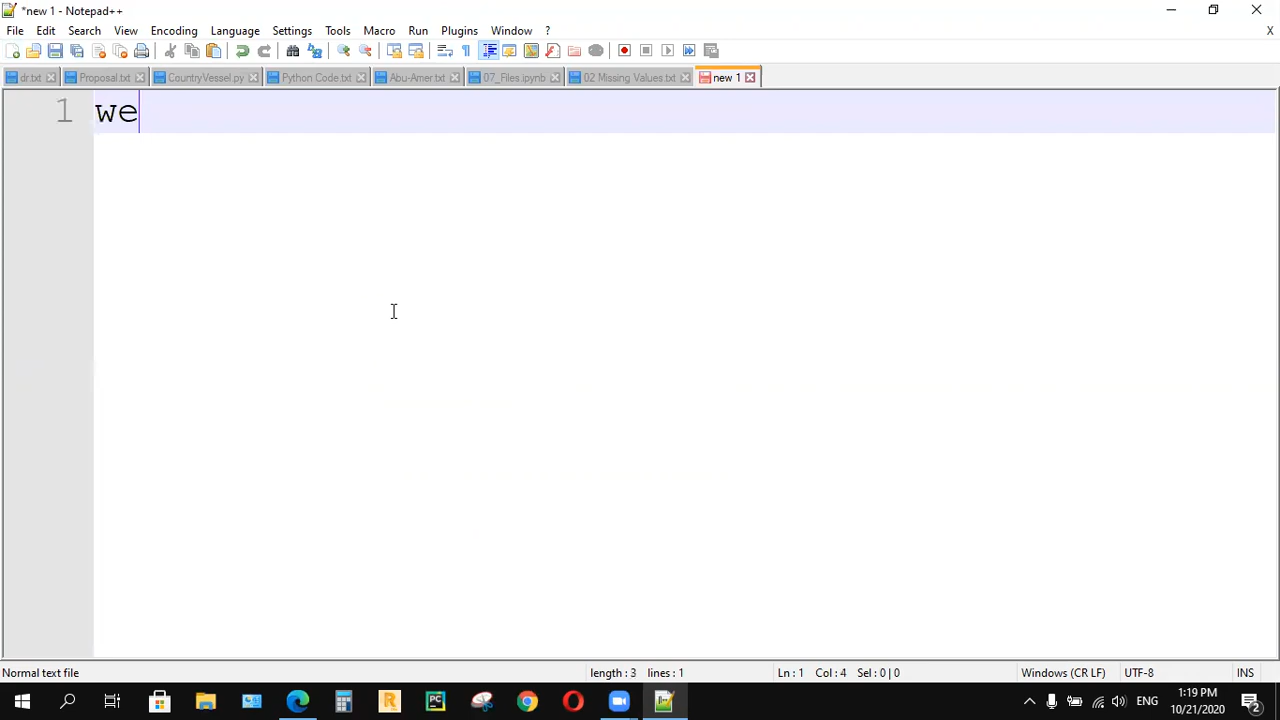 *new 1 - Notepad++
File Edit Search View Encoding Language Settings Tools Macro Run Plugins Window ? X
dr.txt Proposal.txt CountryVessel.py Python Code.txt Abu-Amer.txt 07_Files.ipynb 02 Missing Values.txt new 1
1 we
Normal text file length : 3 lines : 1 Ln : 1 Col : 4 Sel : 0 | 0 Windows (CR LF) UTF-8 INS
ENG 1:19 PM
10/21/2020 2